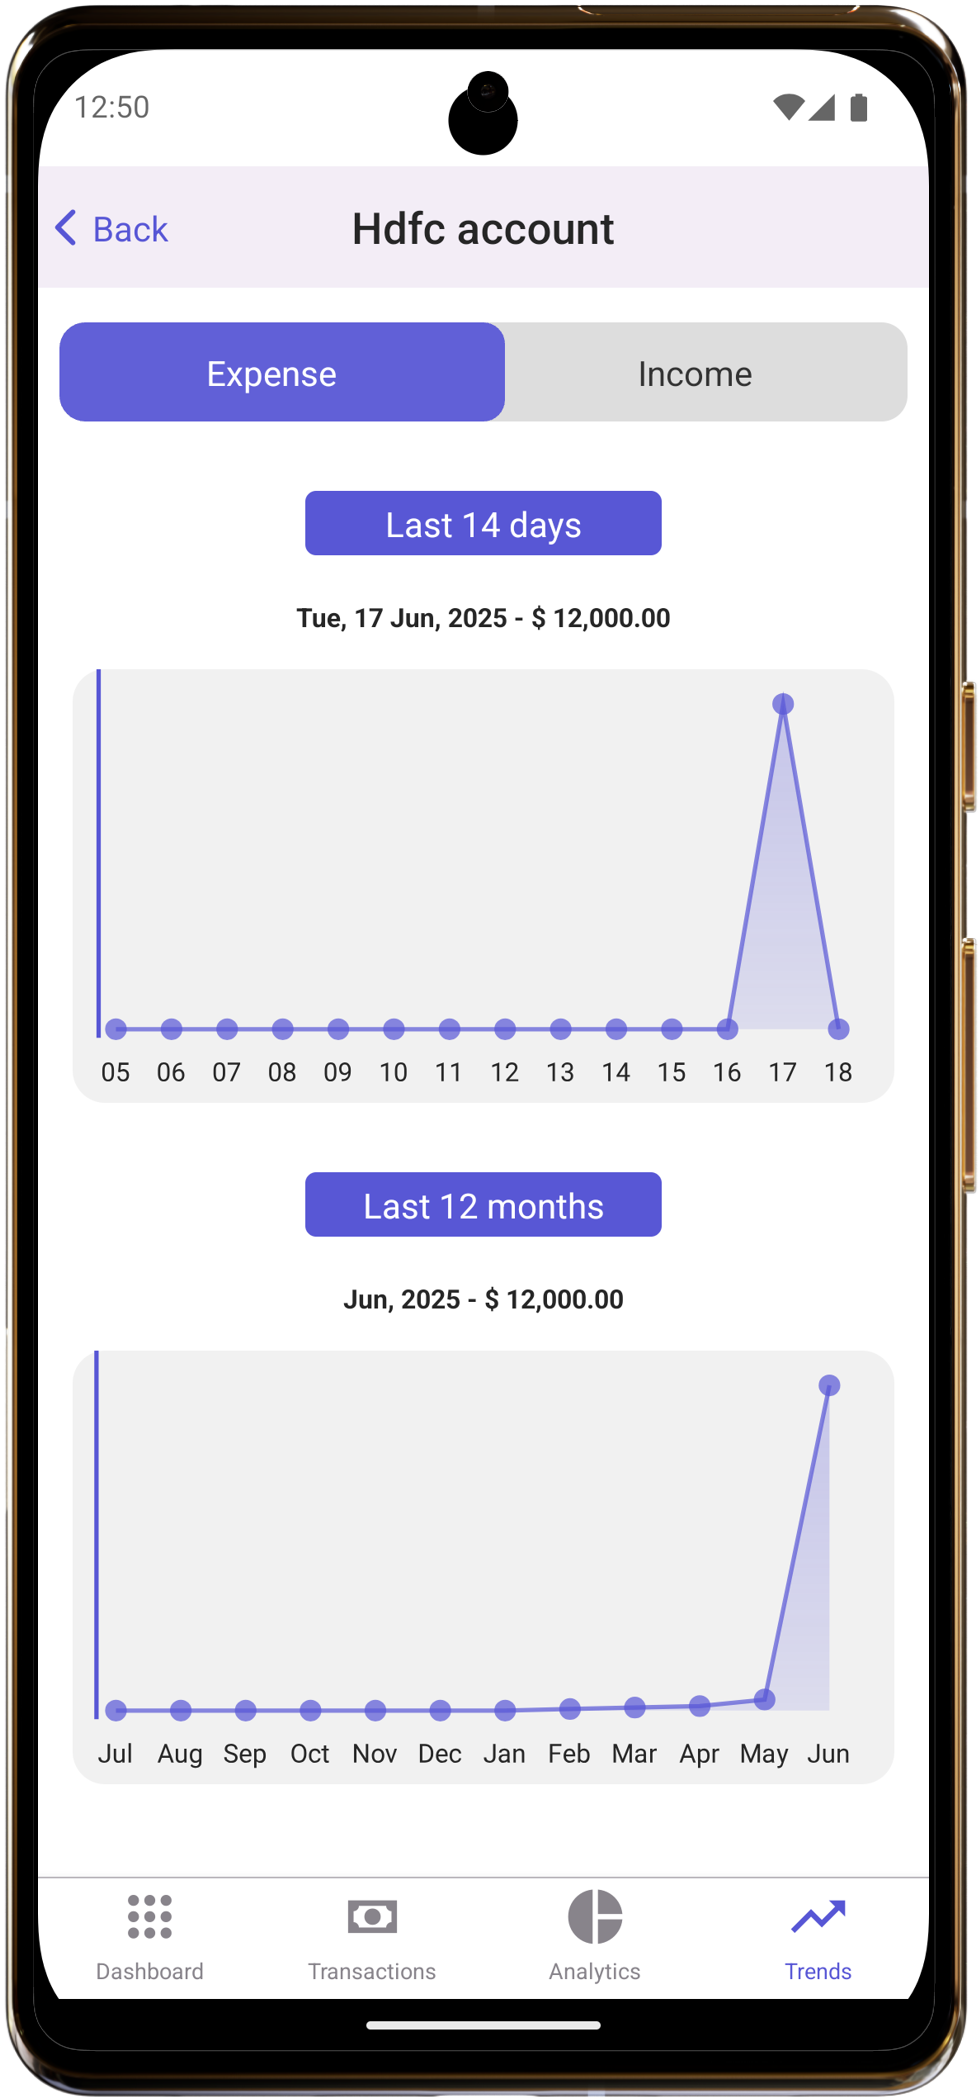 12:50
Back
Hdfc account
Expense Income
Last 14 days
Tue, 17 Jun, 2025 - $ 12,000.00
05 06 07 08 09 10 11 12 13 14 15 16 17 18
Last 12 months
Jun, 2025 - $ 12,000.00
Jul Aug Sep Oct Nov Dec Jan Feb Mar Apr May Jun
Dashboard Transactions Analytics Trends